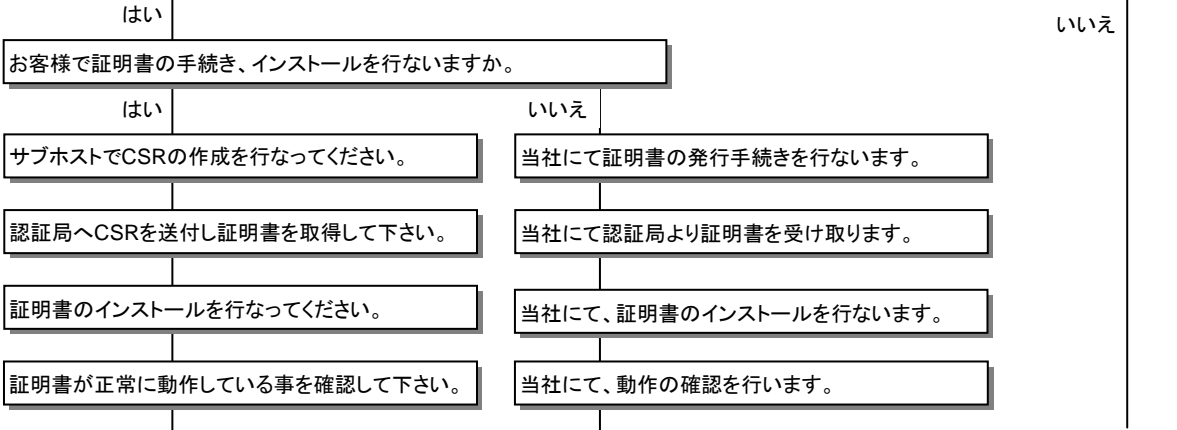 はい
いいえ
お客様で証明書の手続き、インストールを行ないますか。
はい
いいえ
サブホストでCSRの作成を行なってください。
当社にて証明書の発行手続きを行ないます。
認証局へCSRを送付し証明書を取得して下さい。
当社にて認証局より証明書を受け取ります。
証明書のインストールを行なってください。
当社にて、証明書のインストールを行ないます。
証明書が正常に動作している事を確認して下さい。
当社にて、動作の確認を行います。